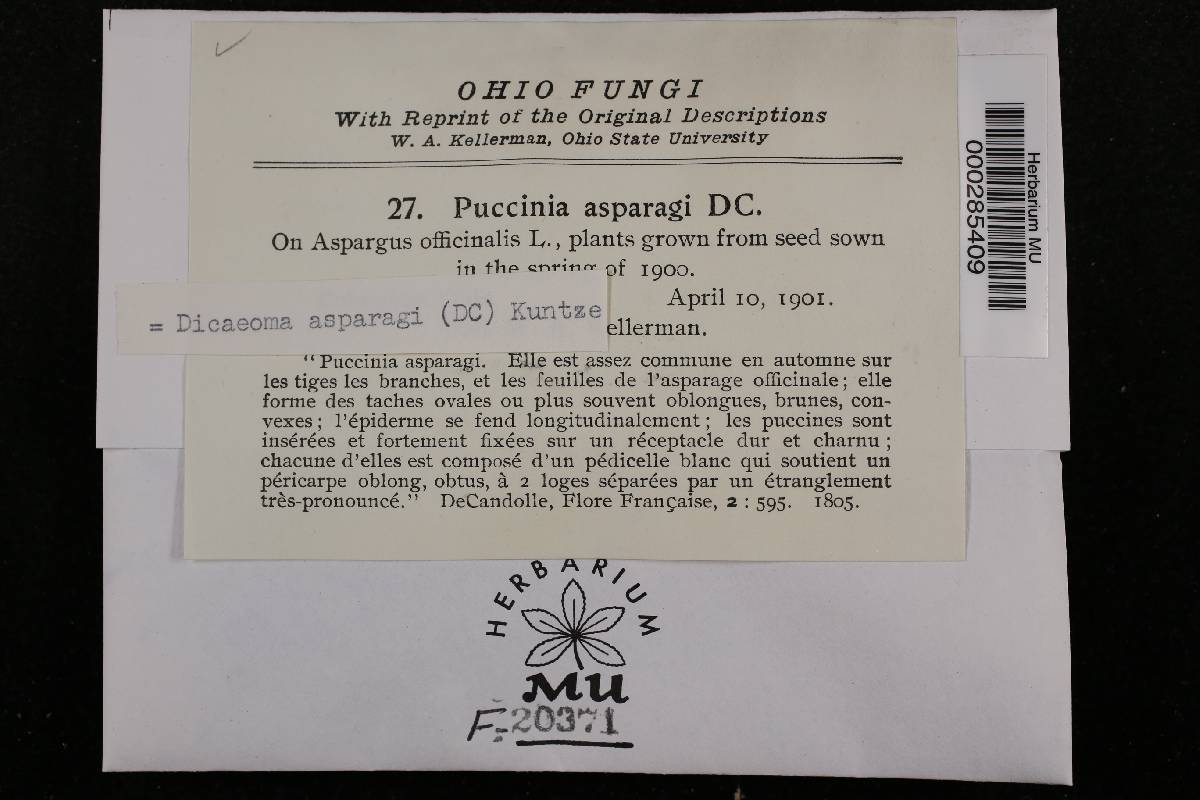 OHIO FUNGI
With Reprint of the Original Descriptions
W. A. Kellerman, Ohio State University
27. Puccinia asparagi DC.
On Aspargus officinalis L., plants grown from seed sown
in the spring of 1900.
April 10, 1901.
= Dicaeoma asparagi (DC) Kuntze
ellerman.
"Puccinia asparagi. Elle est assez commune en automne sur
les tiges les branches, et les feuilles de l'asparage officinale; elle
forme des taches ovales ou plus souvent oblongues, brunes, con-
vexes; l'épiderme se fend longitudinalement; les puccines sont
insérées et fortement fixées sur un réceptacle dur et charnu;
chacune d'elles est composé d'un pédicelle blanc qui soutient un
péricarpe oblong, obtus, à 2 loges séparées par un étranglement
très-pronouncé." DeCandolle, Flore Française, 2 : 595. 1805.
Herbarium MU
000285409
HERBARIUM
MU
F-20371